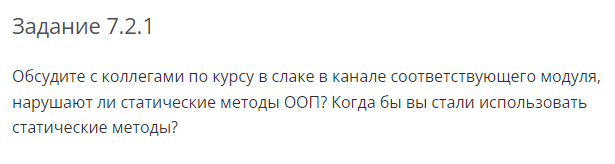 Задание 7.2.1
Обсудите с коллегами по курсу в слаке в канале соответствующего модуля,
нарушают ли статические методы ООП? Когда бы вы стали использовать
статические методы?